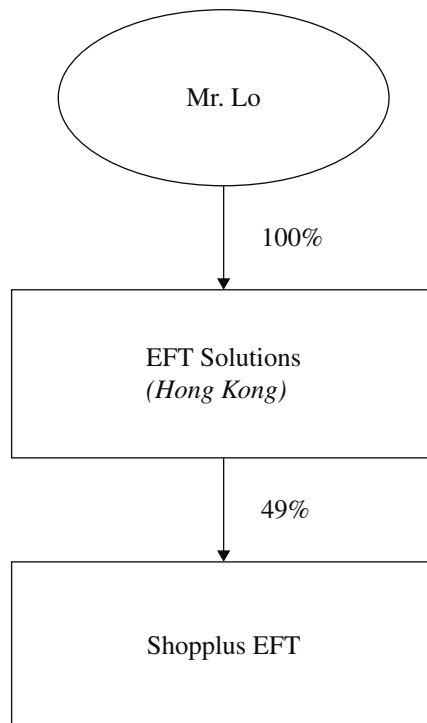 Mr. Lo
100%
EFT Solutions
(Hong Kong)
49%
Shopplus EFT